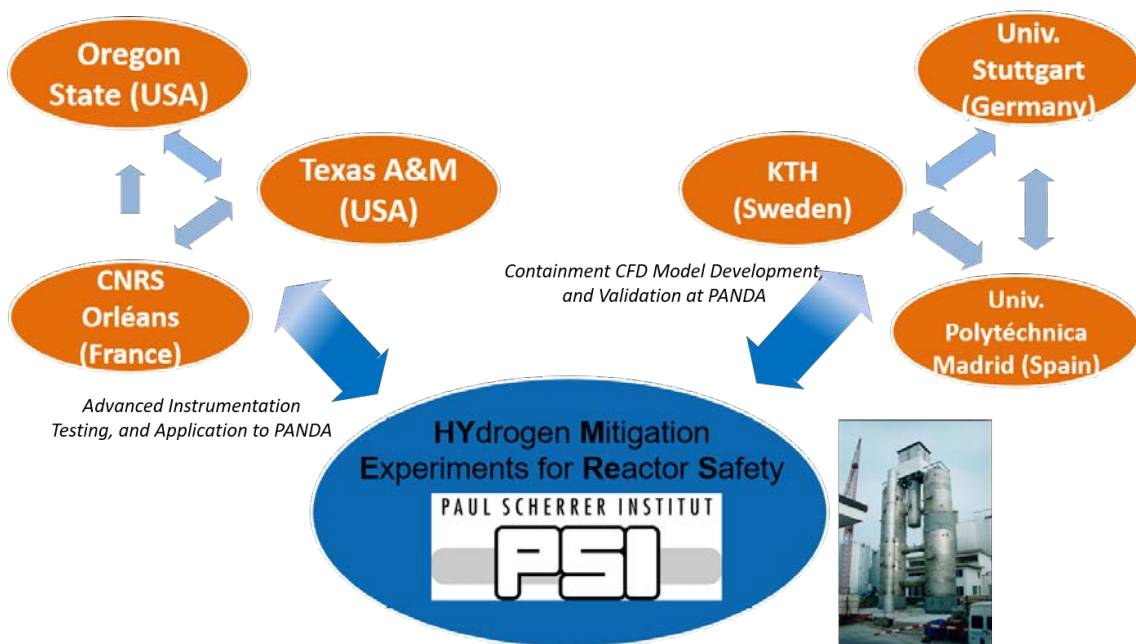 Oregon
State (USA)
Texas A&M
(USA)
CNRS
Orléans
(France)
Advanced Instrumentation
Testing, and Application to PANDA
Univ.
Stuttgart
(Germany)
KTH
(Sweden)
Univ.
Polytéchnica
Madrid (Spain)
Containment CFD Model Development,
and Validation at PANDA
HYdrogen Mitigation
Experiments for Reactor Safety
PAUL SCHERRER INSTITUT
PSI